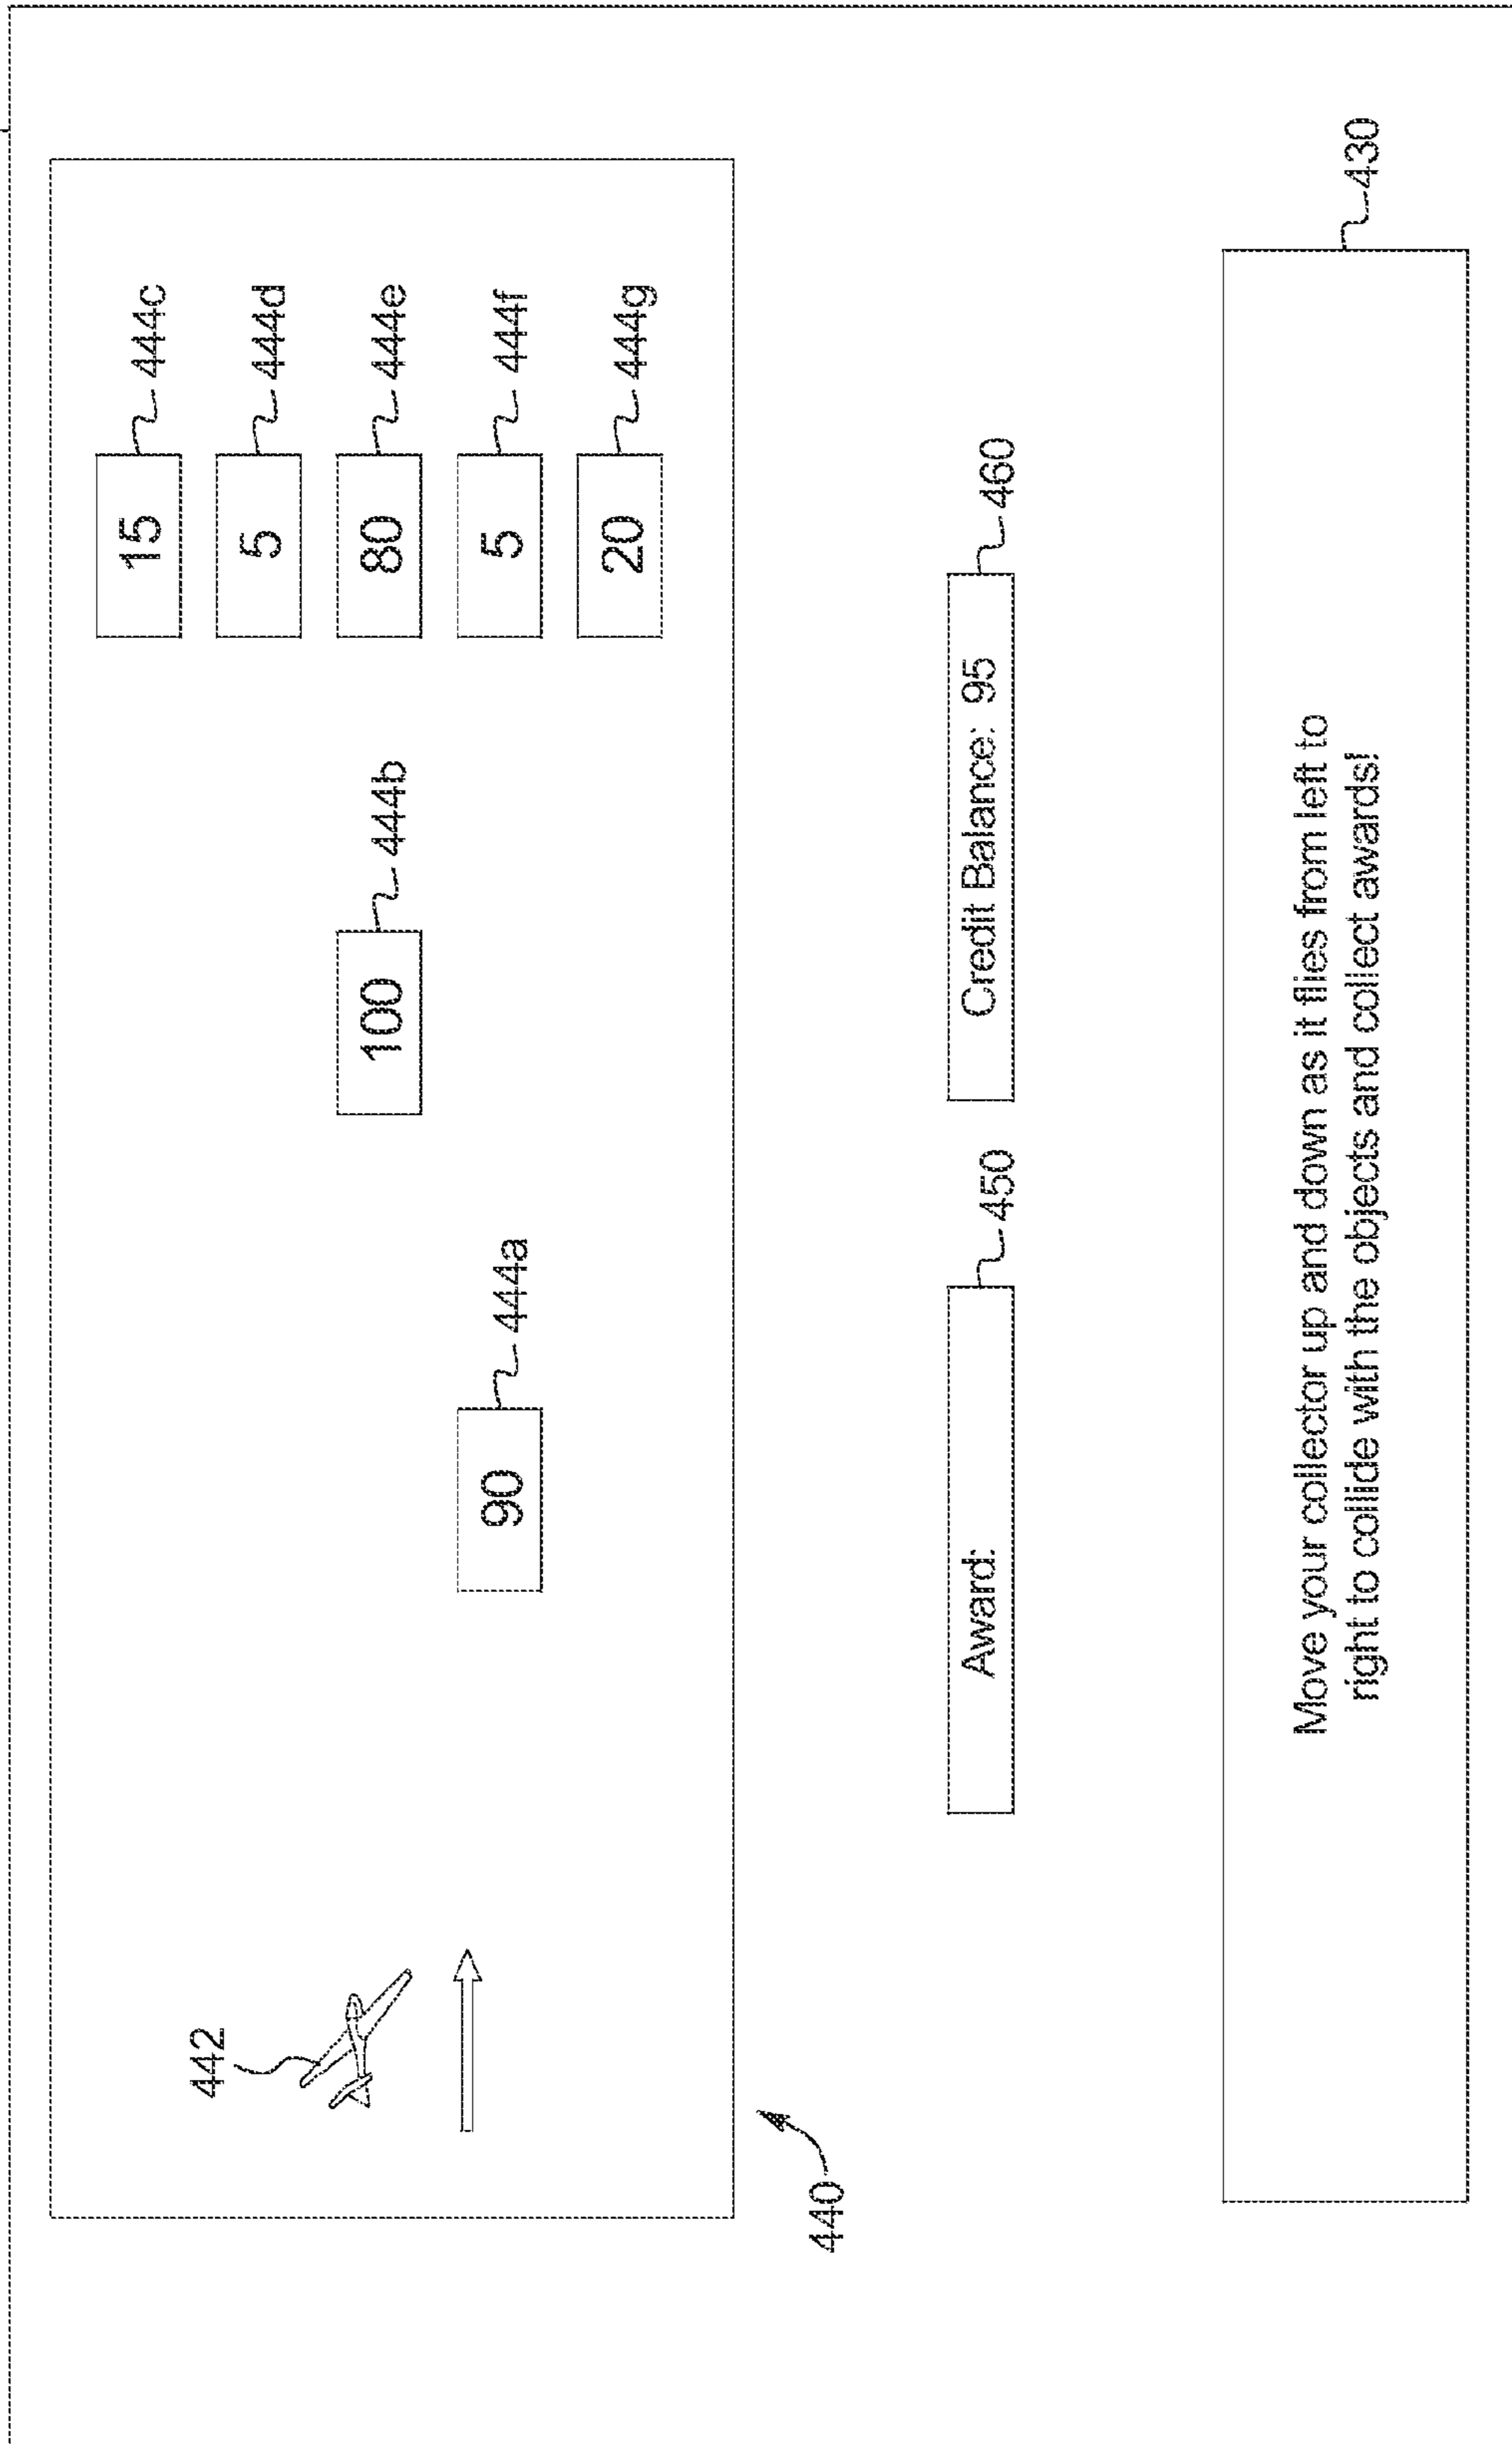 442
15
444c
5
444d
100
444b
80
444e
90
444a
5
444f
20
444g
440
Award:
450
Credit Balance: 95
460
Move your collector up and down as it flies from left to
right to collide with the objects and collect awards!
430